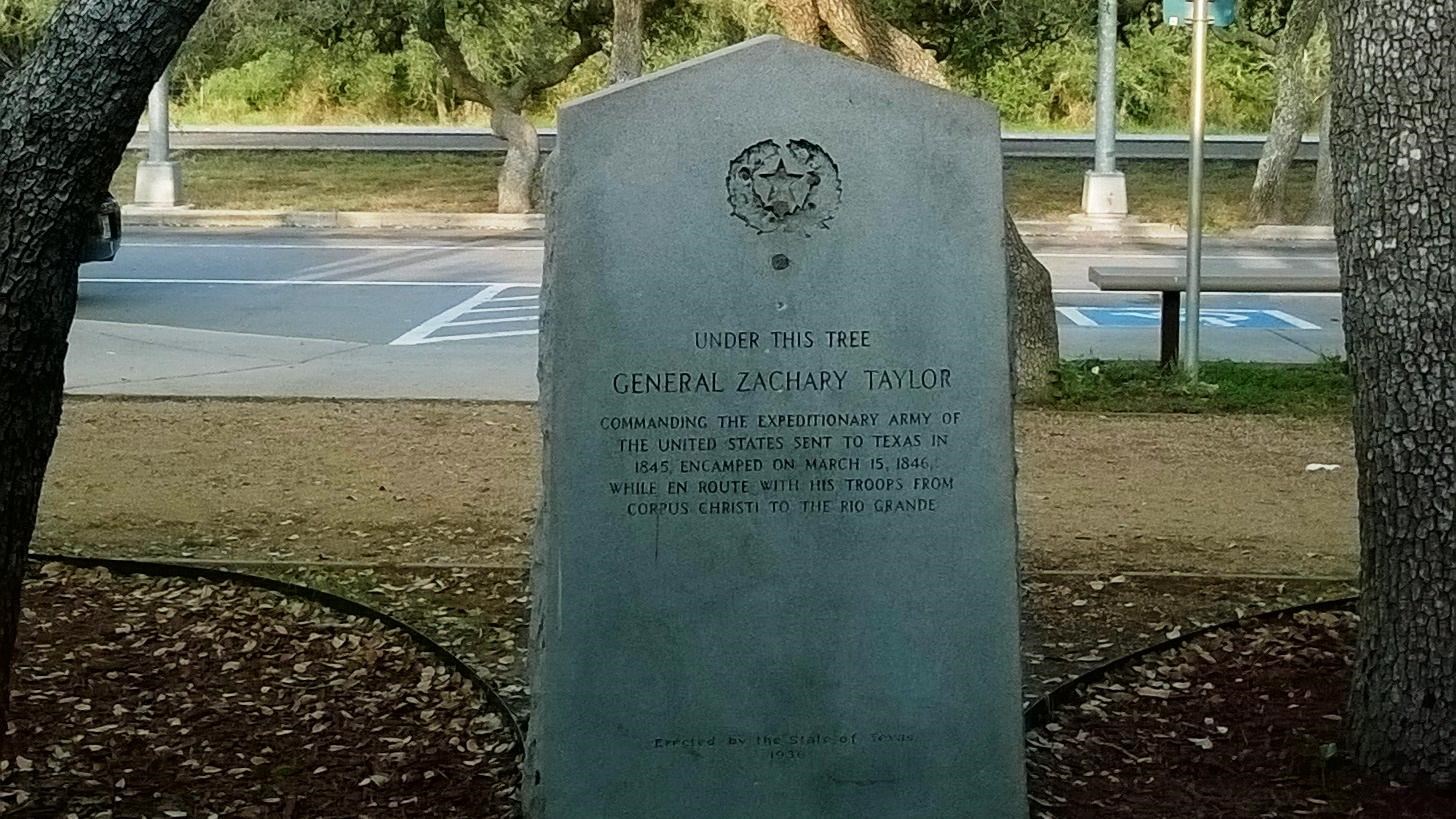 UNDER THIS TREE
GENERAL ZACHARY TAYLOR
COMMANDING THE EXPEDITIONARY ARMY OF
THE UNITED STATES SENT TO TEXAS IN
1845, ENCAMPED ON MARCH 15, 1846,
WHILE EN ROUTE WITH HIS TROOPS FROM
CORPUS CHRISTI TO THE RIO GRANDE
Erected by the State of Texas
1936